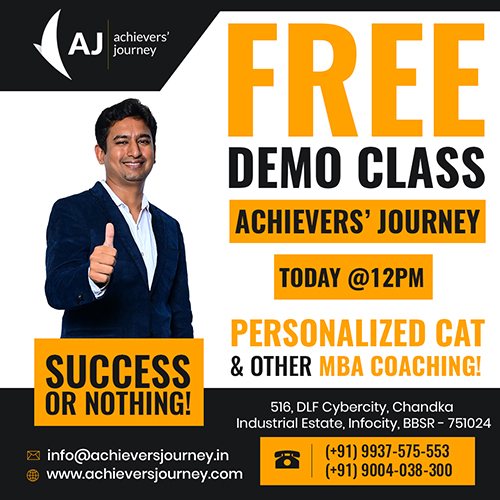 AJ
achievers'
journey
FREE
DEMO CLASS
ACHIEVERS' JOURNEY
TODAY @12PM
PERSONALIZED CAT
& OTHER MBA COACHING!
SUCCESS
OR NOTHING!
516, DLF Cybercity, Chandka
Industrial Estate, Infocity, BBSR - 751024
info@achieversjourney.in
www.achieversjourney.com
(+91) 9937-575-553
(+91) 9004-038-300